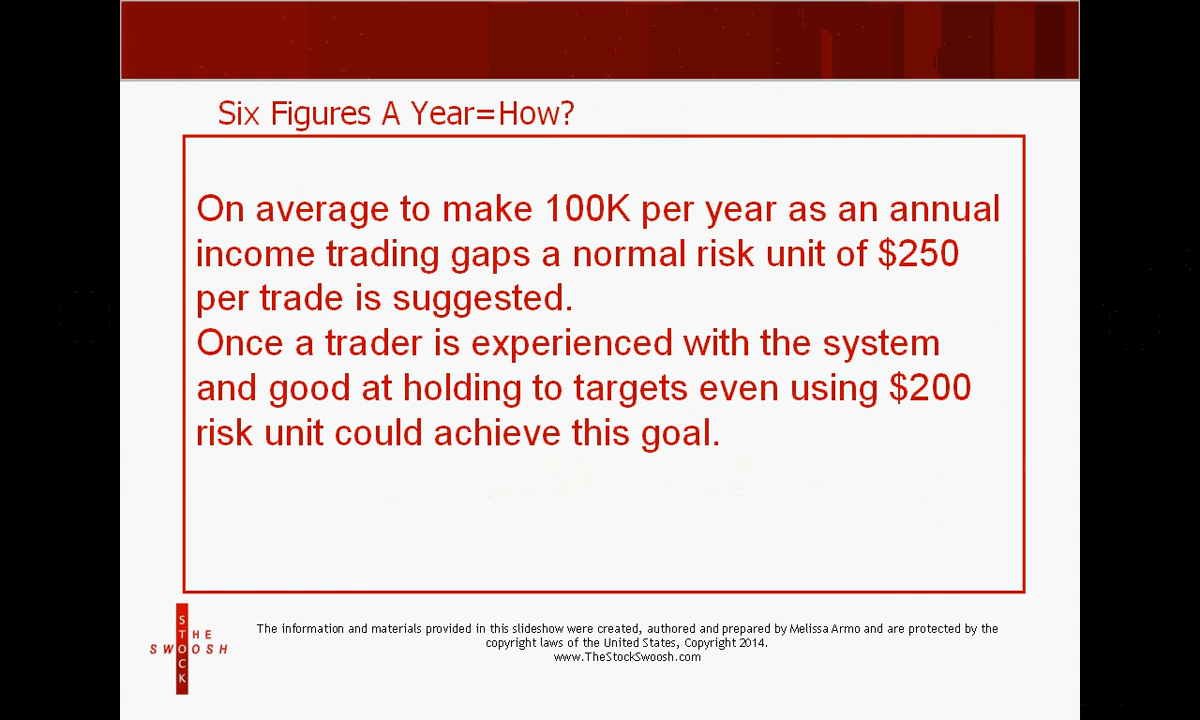 Six Figures A Year=How?
On average to make 100K per year as an annual
income trading gaps a normal risk unit of $250
per trade is suggested.
Once a trader is experienced with the system
and good at holding to targets even using $200
risk unit could achieve this goal.
THE
STOCK
SWOOSH
The information and materials provided in this slideshow were created, authored and prepared by Melissa Armo and are protected by the
copyright laws of the United States, Copyright 2014.
www.TheStockSwoosh.com